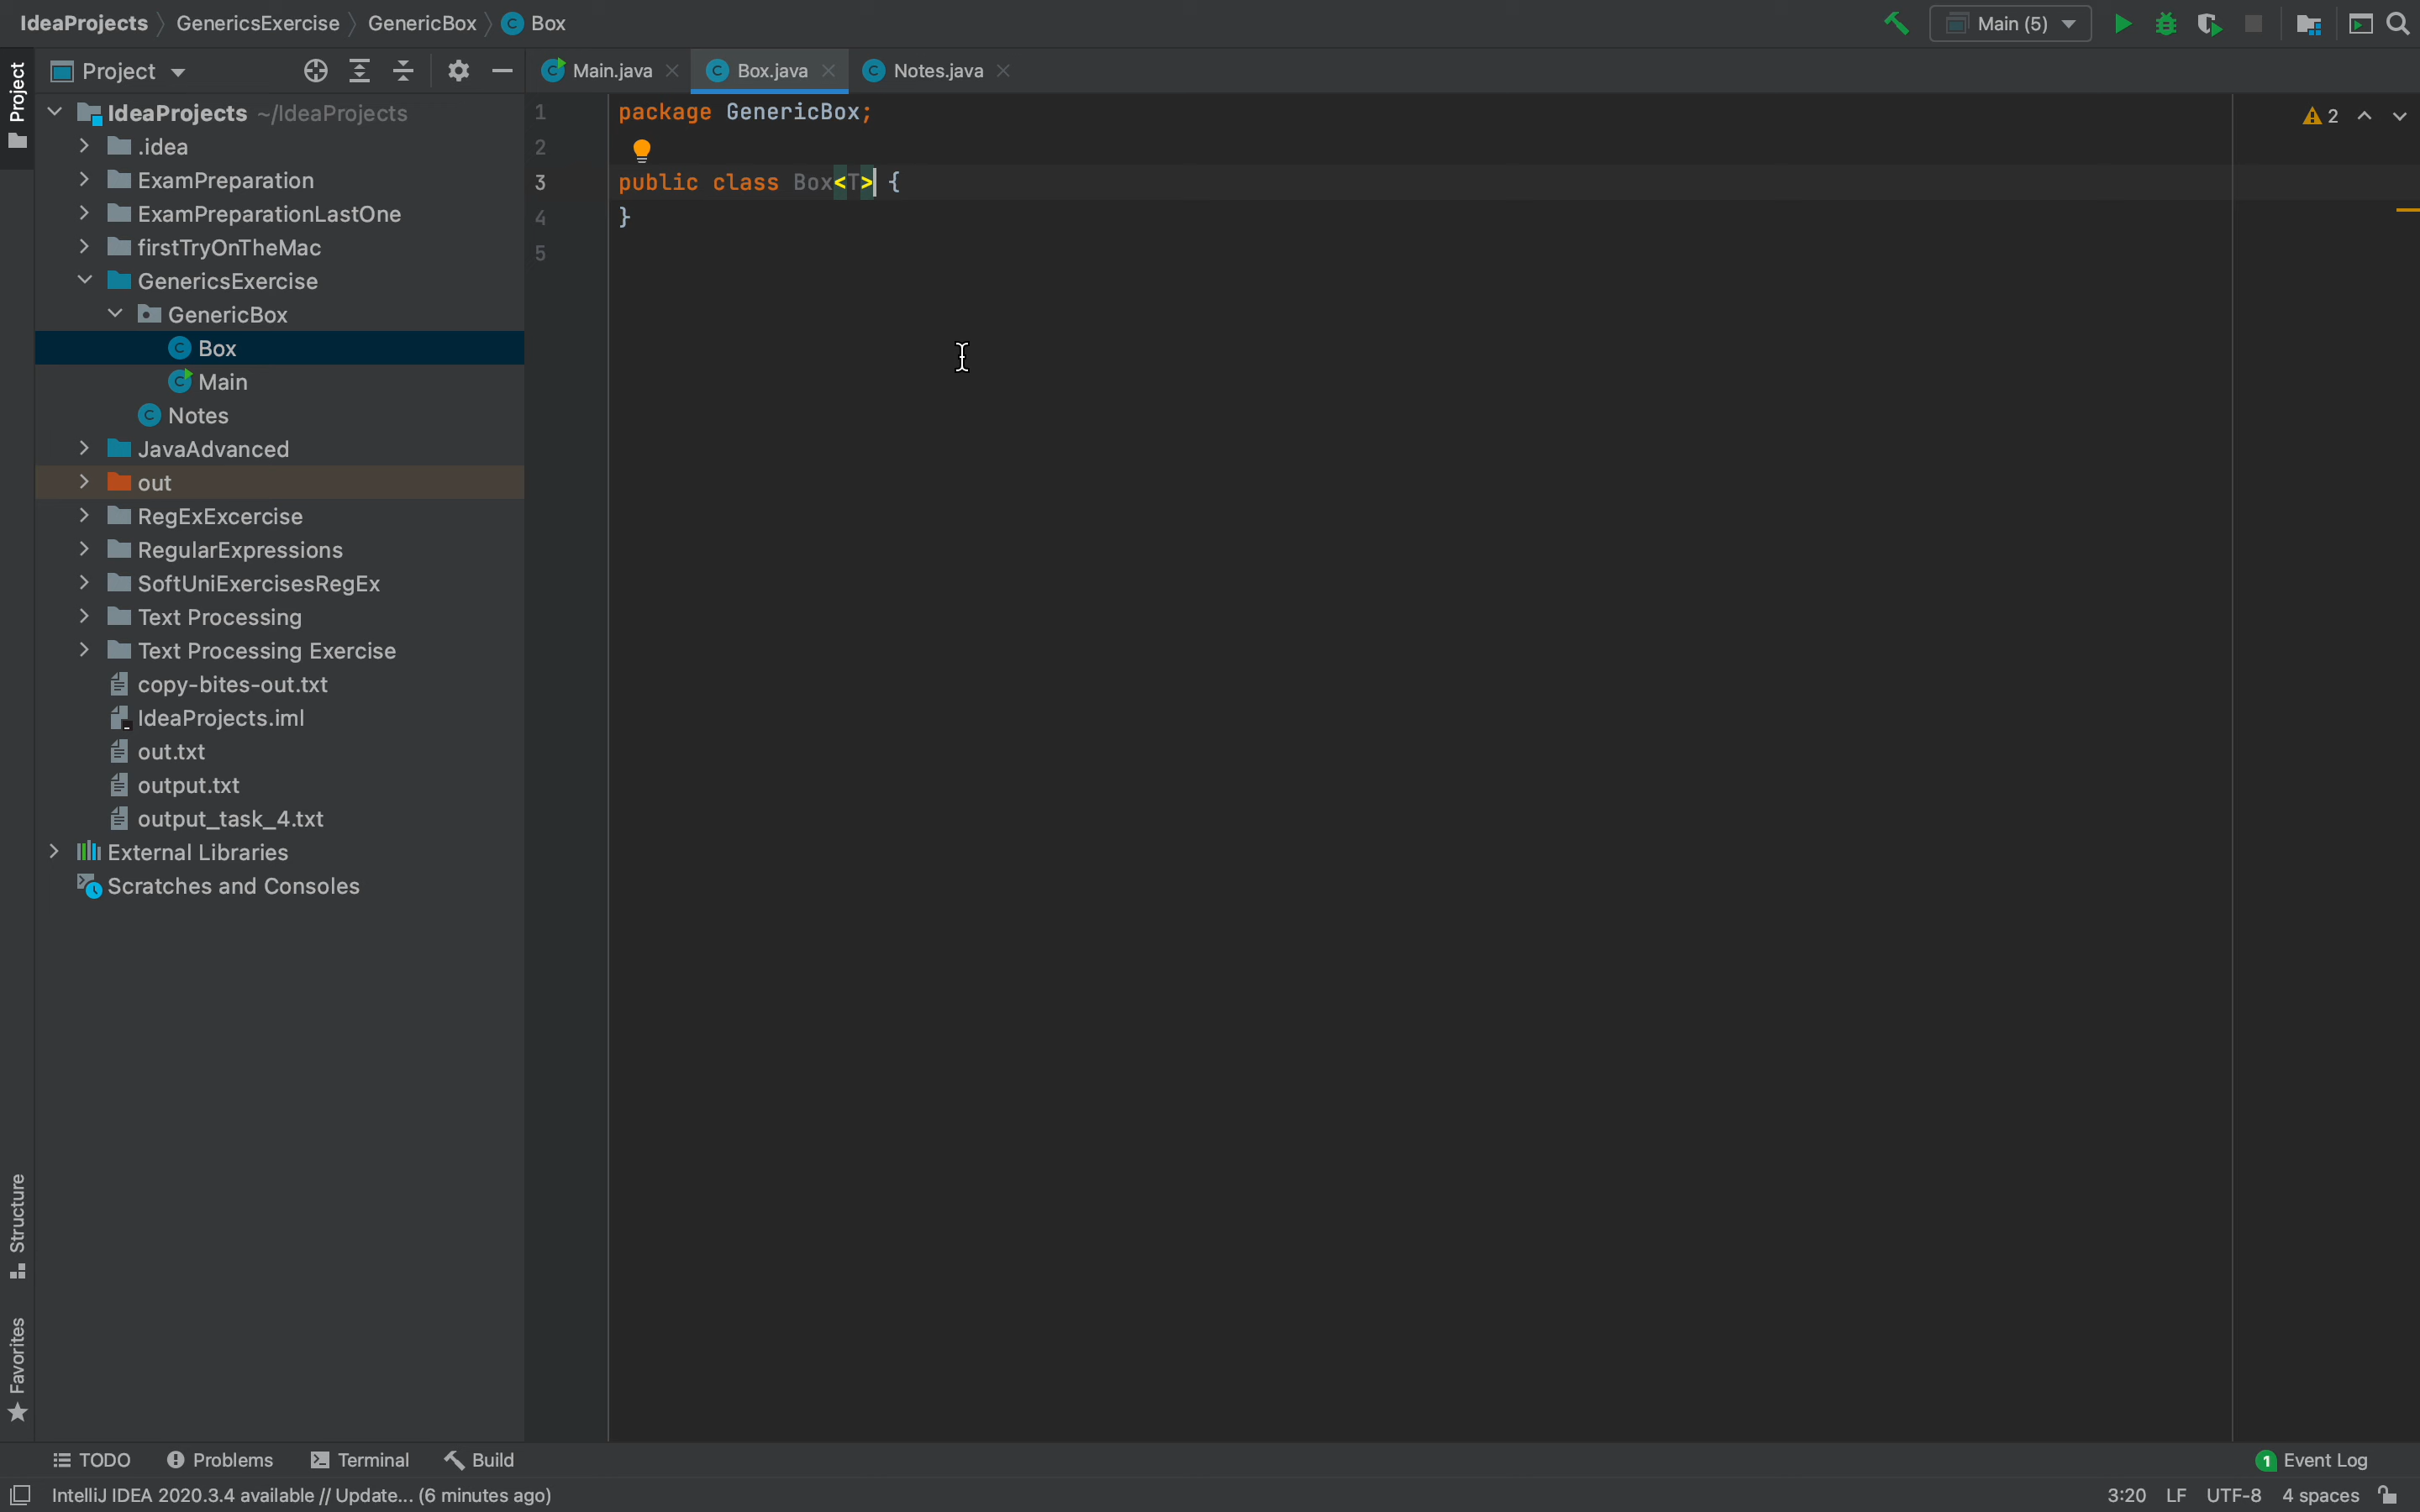 IdeaProjects GenericsExercise GenericBox Box
Main (5)
Project
Project
Main.java
Box.java
Notes.java
IdeaProjects ~/IdeaProjects
.idea
ExamPreparation
ExamPreparationLastOne
firstTryOnTheMac
GenericsExercise
GenericBox
Box
Main
Notes
JavaAdvanced
out
RegExExcercise
RegularExpressions
SoftUniExercisesRegEx
Text Processing
Text Processing Exercise
copy-bites-out.txt
IdeaProjects.iml
out.txt
output.txt
output_task_4.txt
External Libraries
Scratches and Consoles
1 package GenericBox;
2
3 public class Box<T> {
4 }
5
2
Structure
Favorites
TODO Problems Terminal Build
1 Event Log
IntelliJ IDEA 2020.3.4 available // Update... (6 minutes ago)
3:20 LF UTF-8 4 spaces